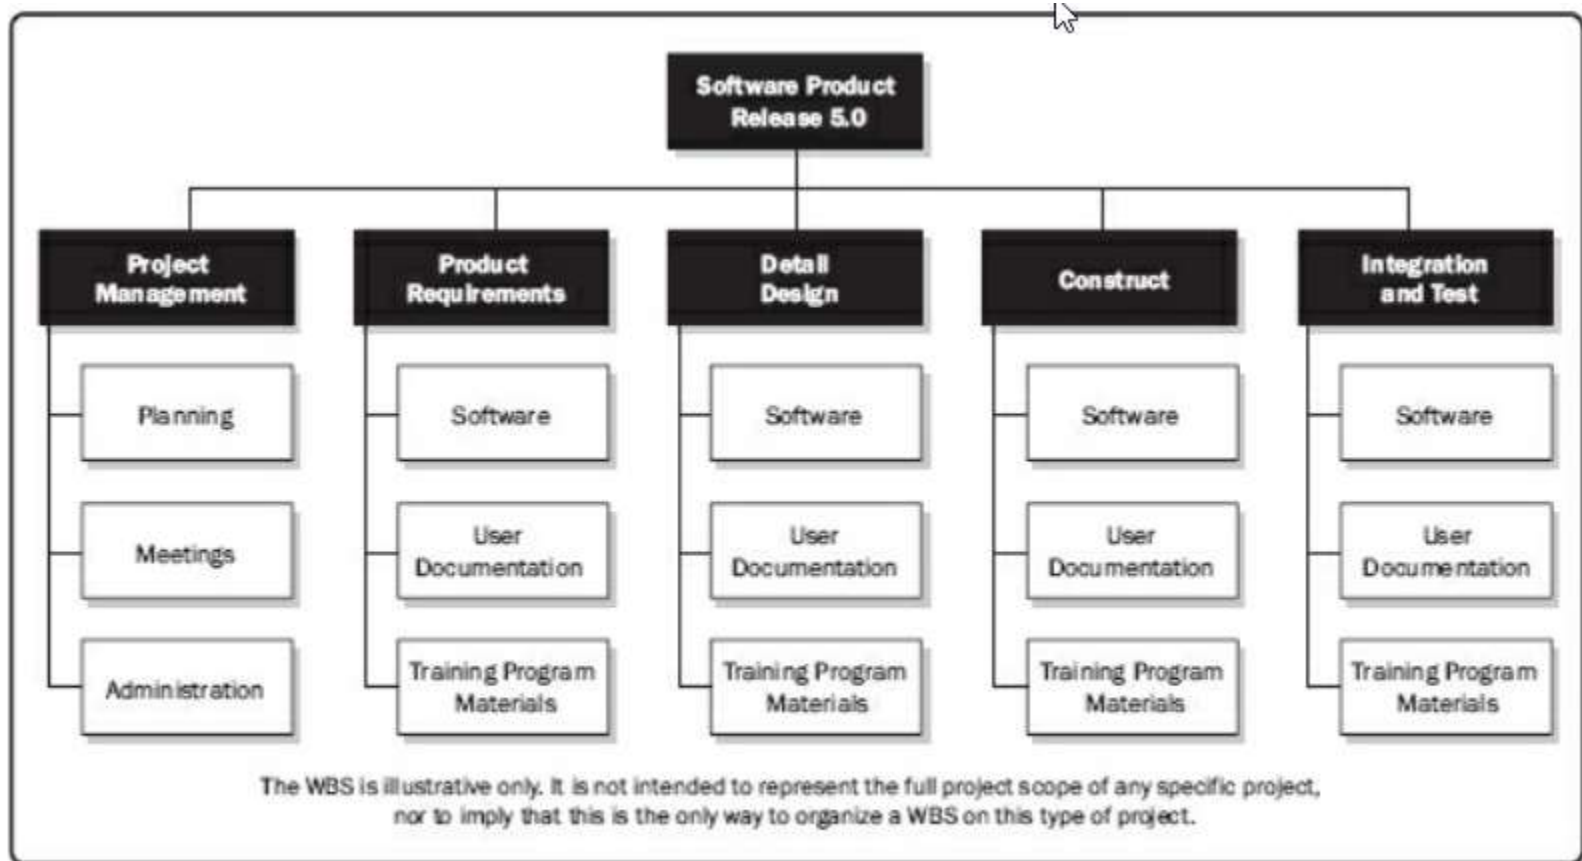 Software Product
Release 5.0
Project
Management
Product
Requirements
Detail
Design
Construct
Integration
and Test
Planning
Software
Software
Software
Software
Meetings
User
Documentation
User
Documentation
User
Documentation
User
Documentation
Administration
Training Program
Materials
Training Program
Materials
Training Program
Materials
Training Program
Materials
The WBS is illustrative only. It is not intended to represent the full project scope of any specific project,
nor to imply that this is the only way to organize a WBS on this type of project.